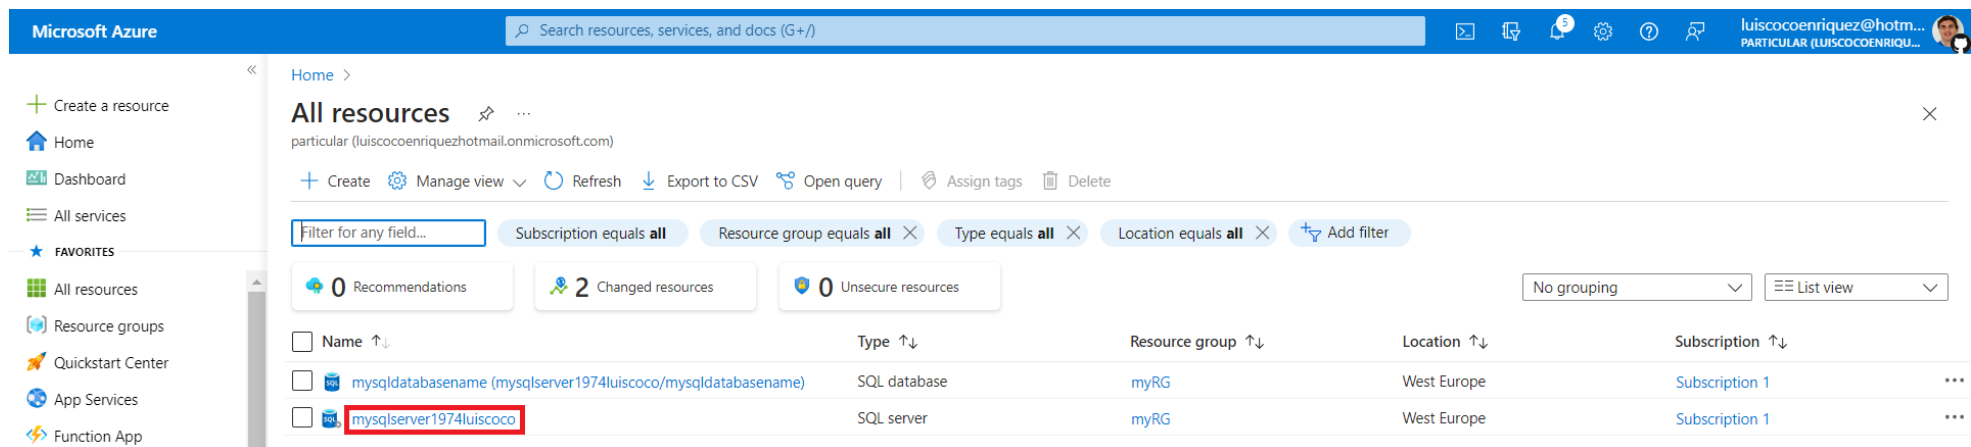 Microsoft Azure
Search resources, services, and docs (G+/)
5
luiscocoenriquez@hotm...
PARTICULAR (LUISCOCOENRIQU...
«
Create a resource
Home
Dashboard
All services
FAVORITES
All resources
Resource groups
Quickstart Center
App Services
Function App
Home >
All resources
...
particular (luiscocoenriquezhotmail.onmicrosoft.com)
Create Manage view Refresh Export to CSV Open query Assign tags Delete
Filter for any field... Subscription equals all Resource group equals all Type equals all Location equals all Add filter
0 Recommendations 2 Changed resources 0 Unsecure resources
No grouping List view
Name Type Resource group Location Subscription
SQL mysqldatabasename (mysqlserver1974luiscoco/mysqldatabasename) SQL database myRG West Europe Subscription 1 ...
SQL mysqlserver1974luiscoco SQL server myRG West Europe Subscription 1 ...